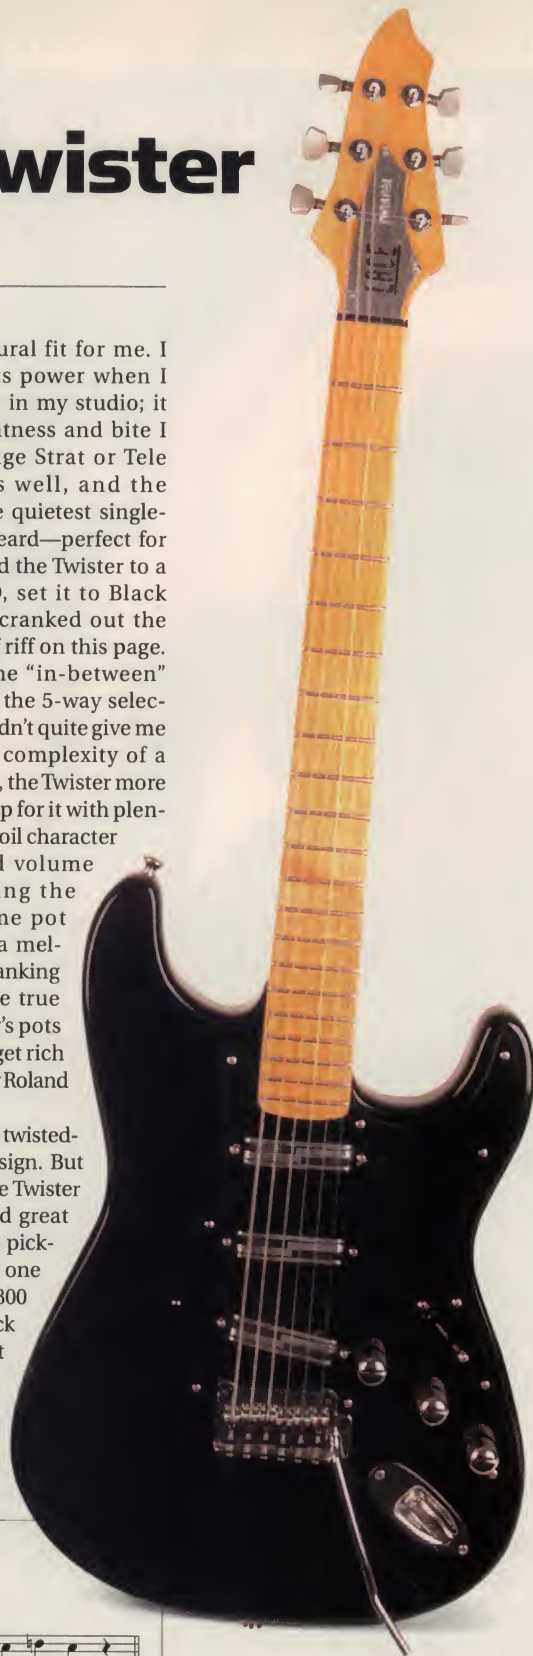 wister
LACE
TWISTER
ural fit for me. I
ts power when I
in my studio; it
tness and bite I
ge Strat or Tele
s well, and the
e quietest single-
eard—perfect for
d the Twister to a
, set it to Black
cranked out the
riff on this page.
ne “in-between”
the 5-way selec-
dn’t quite give me
complexity of a
, the Twister more
p for it with plen-
oil character
d volume
ng the
me pot
a mel-
anking
e true
’s pots
get rich
Roland
twisted-
sign. But
e Twister
d great
pick-
one
300
ck
t